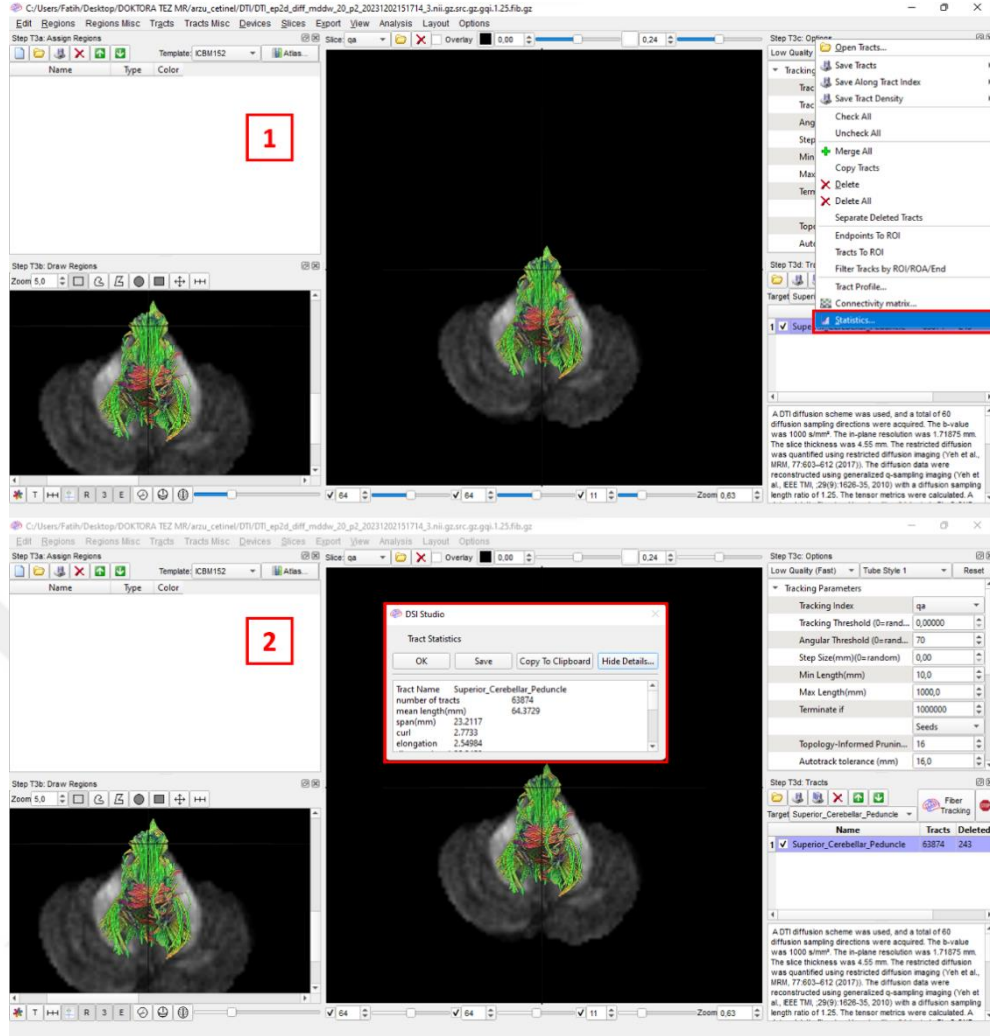 C:/Users/Fatih/Desktop/DOKTORA TEZ MR/arzu_cetinel/DTI/DTI_ep2d_diff_mddw_20_p2_20231202151714_3.nii.gz.src.gz.gqi.1.25.fib.gz
Edit Regions Regions Misc Tracts Tracts Misc Devices Slices Export View Analysis Layout Options
Step T3a: Assign Regions
Template: ICBM152
Atlas...
Name Type Color
1
Slice: qa
Overlay 0,00
0,24
Step T3c: Options
Low Quality
Tracking
Trac
Trac
Ang
Step
Min
Max
Term
Topo
Auto
Open Tracts...
Save Tracts
Save Along Tract Index
Save Tract Density
Check All
Uncheck All
Merge All
Copy Tracts
Delete
Delete All
Separate Deleted Tracts
Endpoints To ROI
Tracts To ROI
Filter Tracks by ROI/ROA/End
Tract Profile...
Connectivity matrix...
Statistics...
Step T3b: Draw Regions
Zoom 5,0
T R 3 E
64
64
11
Zoom 0,63
Step T3d: Tra
Target Superi
1
A DTI diffusion scheme was used, and a total of 60
diffusion sampling directions were acquired. The b-value
was 1000 s/mm². The in-plane resolution was 1.71875 mm.
The slice thickness was 4.55 mm. The restricted diffusion
was quantified using restricted diffusion imaging (Yeh et al.,
MRM, 77:603–612 (2017)). The diffusion data were
reconstructed using generalized q-sampling imaging (Yeh et
al., IEEE TMI, ;29(9):1626-35, 2010) with a diffusion sampling
length ratio of 1.25. The tensor metrics were calculated. A
C:/Users/Fatih/Desktop/DOKTORA TEZ MR/arzu_cetinel/DTI/DTI_ep2d_diff_mddw_20_p2_20231202151714_3.nii.gz.src.gz.gqi.1.25.fib.gz
Edit Regions Regions Misc Tracts Tracts Misc Devices Slices Export View Analysis Layout Options
Step T3a: Assign Regions
Template: ICBM152
Atlas...
Name Type Color
2
Slice: qa
Overlay 0,00
0,24
DSI Studio
Tract Statistics
OK Save Copy To Clipboard Hide Details...
Tract Name Superior_Cerebellar_Peduncle
number of tracts 63874
mean length(mm) 64.3729
span(mm) 23.2117
curl 2.7733
elongation 2.54984
Step T3c: Options
Low Quality (Fast) Tube Style 1 Reset
Tracking Parameters
Tracking Index qa
Tracking Threshold (0=rand... 0,00000
Angular Threshold (0=rand... 70
Step Size(mm)(0=random) 0,00
Min Length(mm) 10,0
Max Length(mm) 1000,0
Terminate if 1000000
Seeds
Topology-Informed Prunin... 16
Autotrack tolerance (mm) 16,0
Step T3b: Draw Regions
Zoom 5,0
T R 3 E
64
64
11
Zoom 0,63
Step T3d: Tracts
Fiber Tracking
STOP
Target Superior_Cerebellar_Peduncle
Name Tracts Deleted
1 Superior_Cerebellar_Peduncle 63874 243
A DTI diffusion scheme was used, and a total of 60
diffusion sampling directions were acquired. The b-value
was 1000 s/mm². The in-plane resolution was 1.71875 mm.
The slice thickness was 4.55 mm. The restricted diffusion
was quantified using restricted diffusion imaging (Yeh et al.,
MRM, 77:603–612 (2017)). The diffusion data were
reconstructed using generalized q-sampling imaging (Yeh et
al., IEEE TMI, ;29(9):1626-35, 2010) with a diffusion sampling
length ratio of 1.25. The tensor metrics were calculated. A